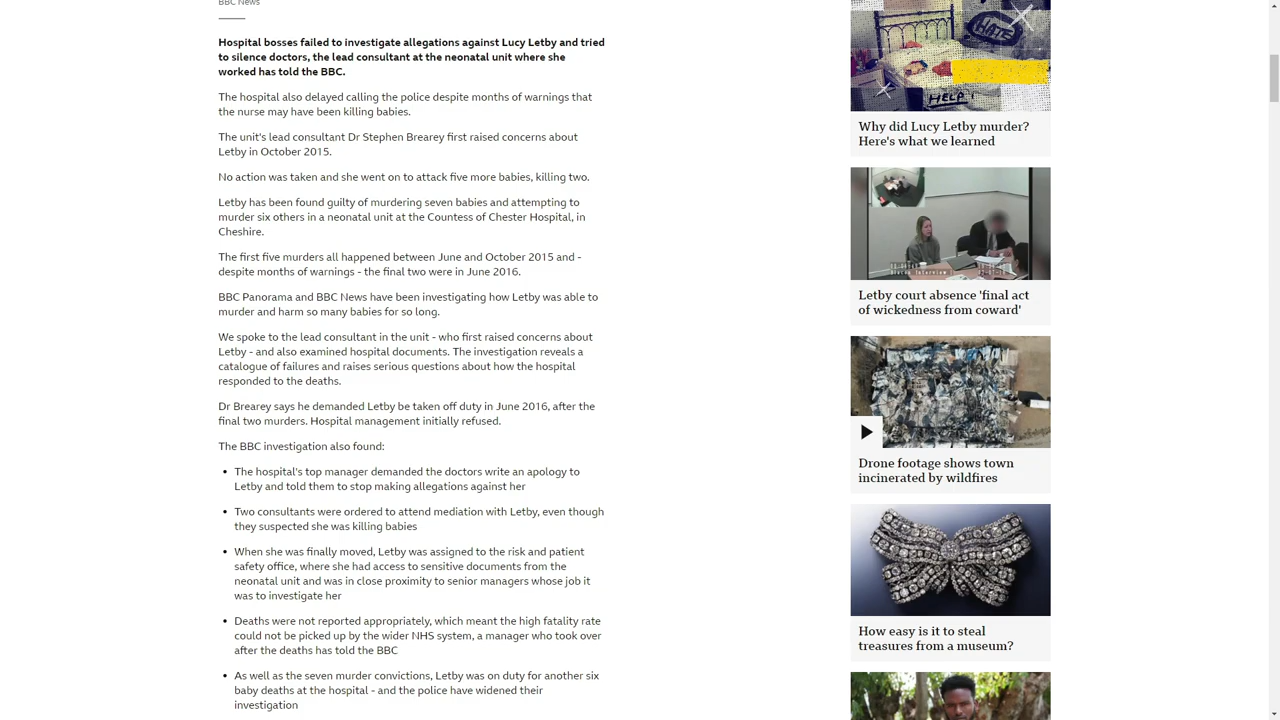 BBC News
Hospital bosses failed to investigate allegations against Lucy Letby and tried
to silence doctors, the lead consultant at the neonatal unit where she
worked has told the BBC.
The hospital also delayed calling the police despite months of warnings that
the nurse may have been killing babies.
The unit's lead consultant Dr Stephen Brearey first raised concerns about
Letby in October 2015.
No action was taken and she went on to attack five more babies, killing two.
Letby has been found guilty of murdering seven babies and attempting to
murder six others in a neonatal unit at the Countess of Chester Hospital, in
Cheshire.
The first five murders all happened between June and October 2015 and -
despite months of warnings - the final two were in June 2016.
BBC Panorama and BBC News have been investigating how Letby was able to
murder and harm so many babies for so long.
We spoke to the lead consultant in the unit - who first raised concerns about
Letby - and also examined hospital documents. The investigation reveals a
catalogue of failures and raises serious questions about how the hospital
responded to the deaths.
Dr Brearey says he demanded Letby be taken off duty in June 2016, after the
final two murders. Hospital management initially refused.
The BBC investigation also found:
• The hospital's top manager demanded the doctors write an apology to
Letby and told them to stop making allegations against her
• Two consultants were ordered to attend mediation with Letby, even though
they suspected she was killing babies
• When she was finally moved, Letby was assigned to the risk and patient
safety office, where she had access to sensitive documents from the
neonatal unit and was in close proximity to senior managers whose job it
was to investigate her
• Deaths were not reported appropriately, which meant the high fatality rate
could not be picked up by the wider NHS system, a manager who took over
after the deaths has told the BBC
• As well as the seven murder convictions, Letby was on duty for another six
baby deaths at the hospital - and the police have widened their
investigation
HATE
HELP
Why did Lucy Letby murder?
Here's what we learned
Letby court absence 'final act
of wickedness from coward'
Drone footage shows town
incinerated by wildfires
How easy is it to steal
treasures from a museum?